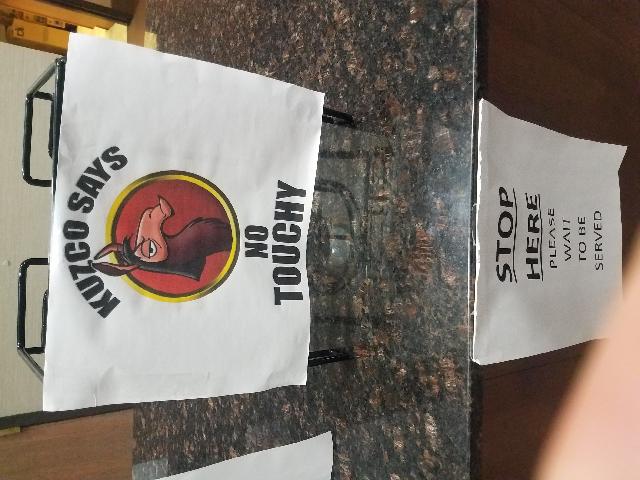 KUZCO SAYS
NO
TOUCHY
STOP
HERE
PLEASE
WAIT
TO BE
SERVED